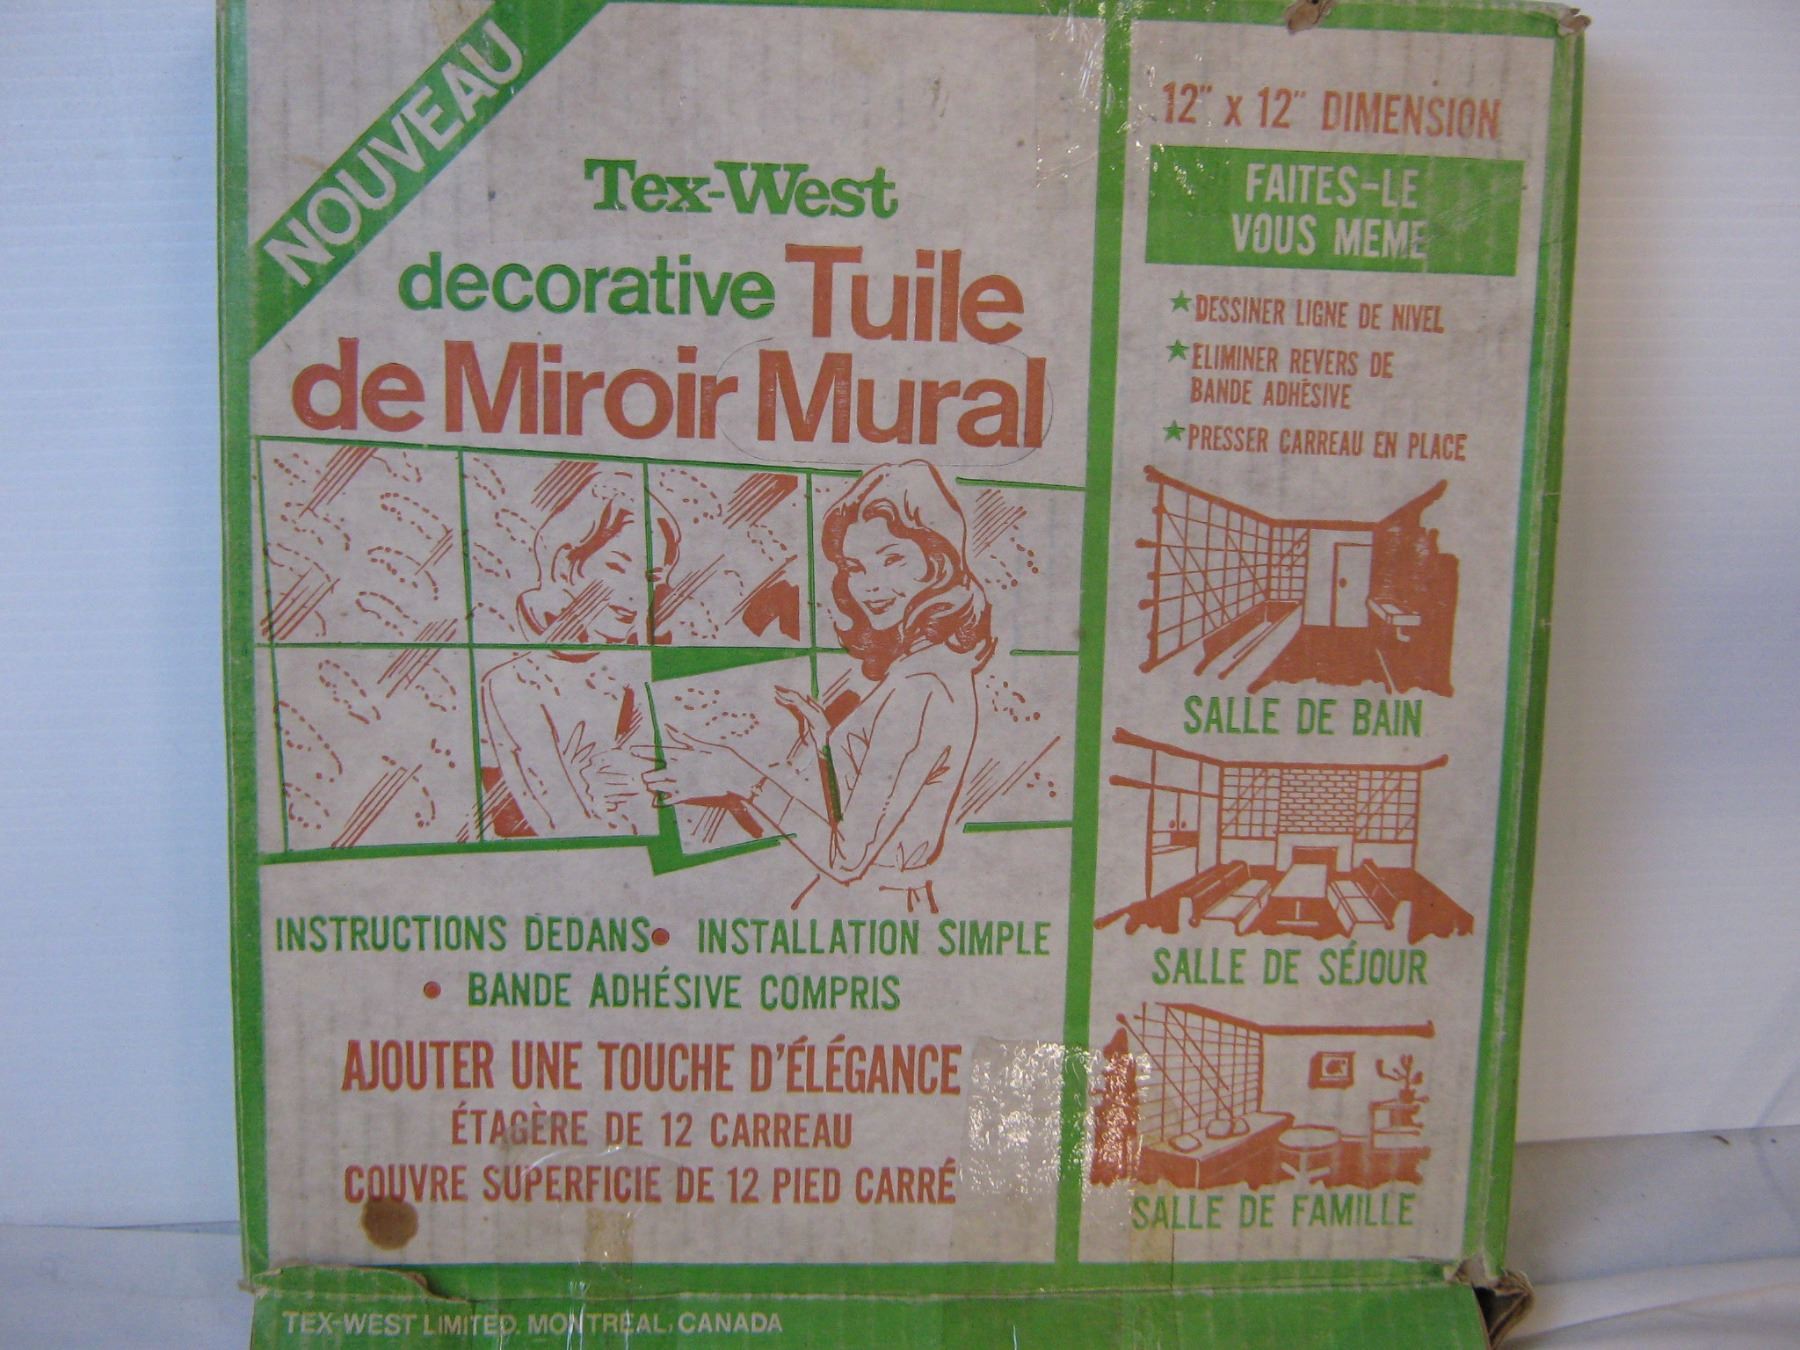 NOUVEAU
Tex-West
decorative Tuile
de Miroir Mural
INSTRUCTIONS DEDANS • INSTALLATION SIMPLE
• BANDE ADHÉSIVE COMPRIS
AJOUTER UNE TOUCHE D'ÉLÉGANCE
ÉTAGÈRE DE 12 CARREAU
COUVRE SUPERFICIE DE 12 PIED CARRÉ
12" x 12" DIMENSION
FAITES-LE
VOUS MEME
★ DESSINER LIGNE DE NIVEL
★ ELIMINER REVERS DE
BANDE ADHÉSIVE
★ PRESSER CARREAU EN PLACE
SALLE DE BAIN
SALLE DE SÉJOUR
SALLE DE FAMILLE
TEX-WEST LIMITED. MONTREAL, CANADA